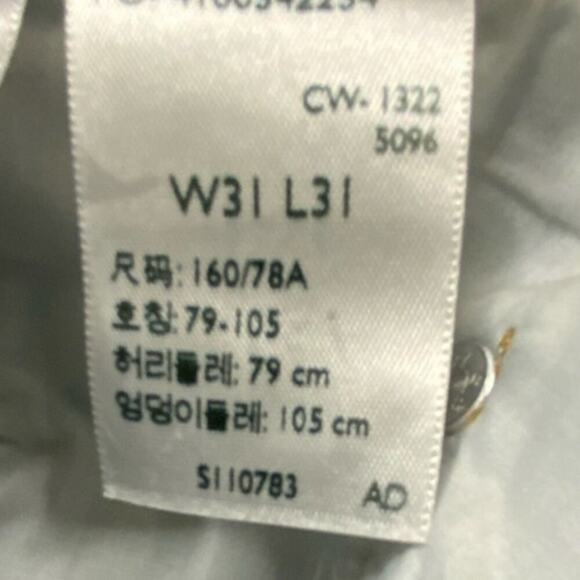 CW- 1322
5096
W31 L31
尺码: 160/78A
호칭: 79-105
허리둘레: 79 cm
엉덩이둘레: 105 cm
S110783 AD